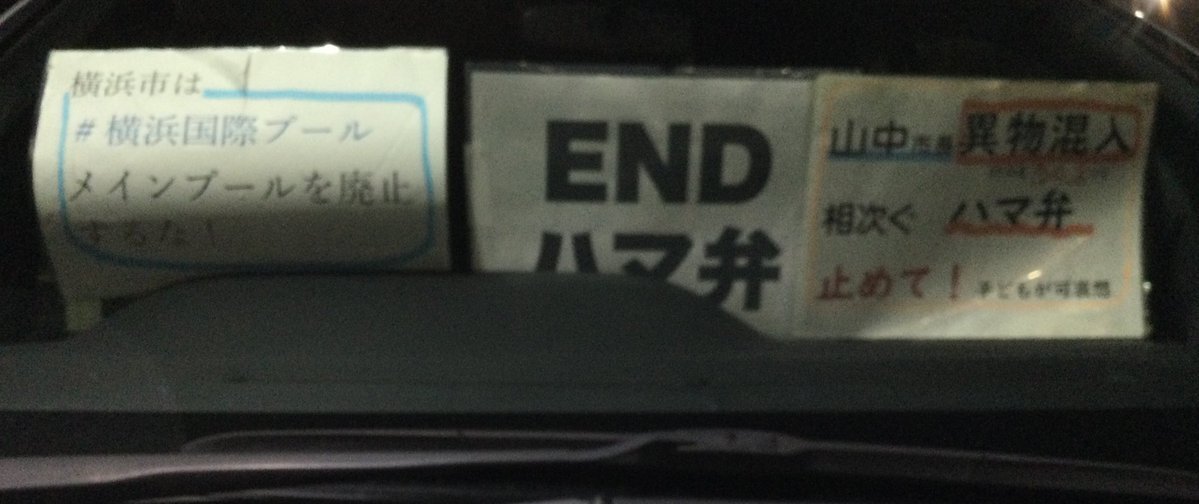 横浜市は
#横浜国際プール
メインプールを廃止
するな！
END
ハマ弁
山中市長 異物混入
相次ぐ ハマ弁
止めて！ 子どもが可哀想